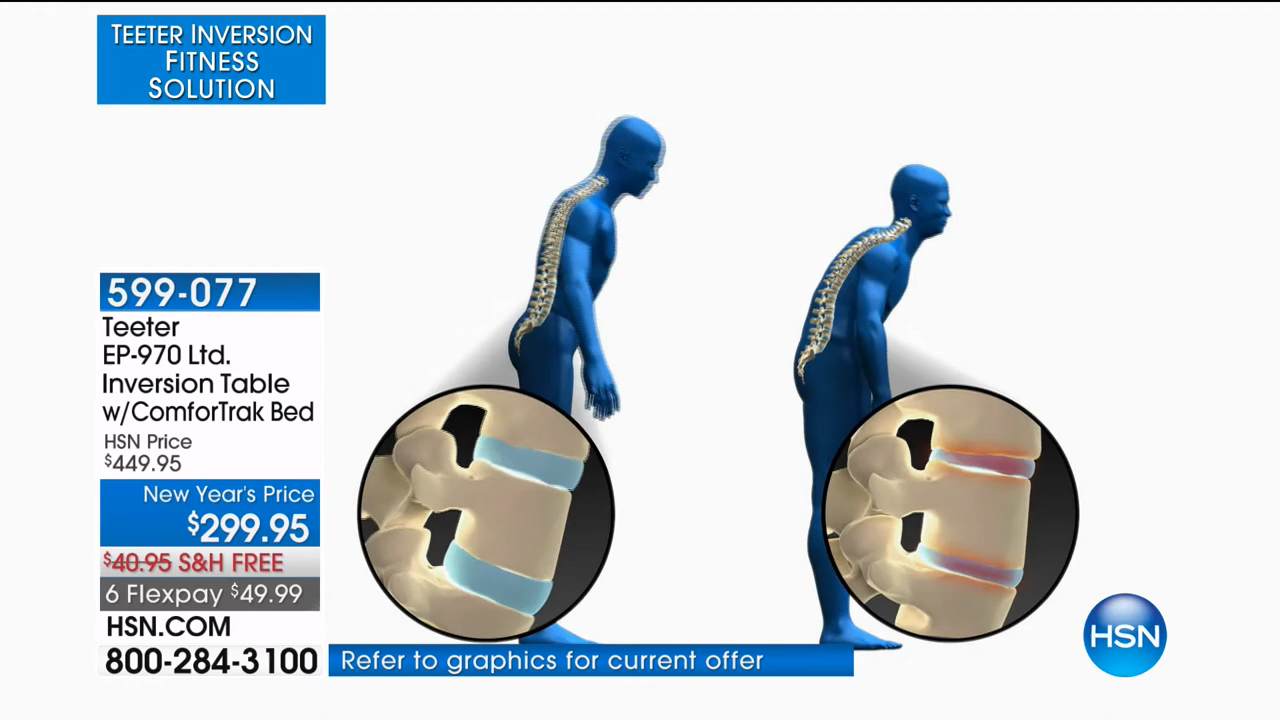 TEETER INVERSION
FITNESS
SOLUTION
599-077
Teeter
EP-970 Ltd.
Inversion Table
w/ComforTrak Bed
HSN Price
$449.95
New Year's Price
$299.95
$40.95 S&H FREE
6 Flexpay $49.99
HSN.COM
800-284-3100
Refer to graphics for current offer
HSN